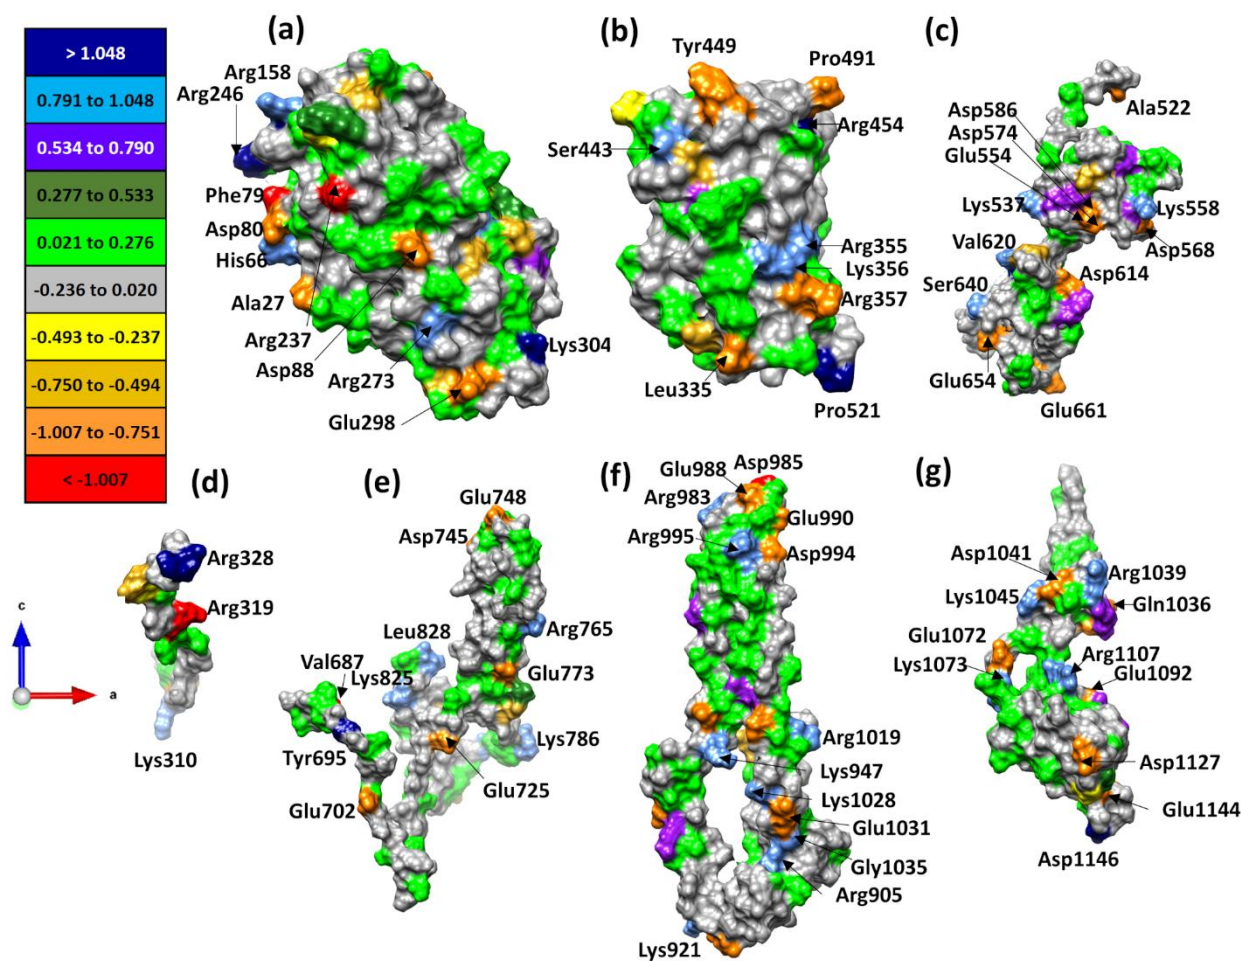 > 1.048
0.791 to 1.048
0.534 to 0.790
0.277 to 0.533
0.021 to 0.276
-0.236 to 0.020
-0.493 to -0.237
-0.750 to -0.494
-1.007 to -0.751
< -1.007
(a)
Arg158
Arg246
Phe79
Asp80
His66
Ala27
Arg237
Asp88
Arg273
Glu298
Lys304
(b)
Tyr449
Pro491
Ser443
Arg454
Arg355
Lys356
Arg357
Leu335
Pro521
(c)
Ala522
Asp586
Asp574
Glu554
Lys537
Lys558
Val620
Asp568
Asp614
Ser640
Glu654
Glu661
(d)
Arg328
Arg319
Lys310
c
a
(e)
Glu748
Asp745
Arg765
Leu828
Val687
Lys825
Glu773
Tyr695
Lys786
Glu725
Glu702
(f)
Glu988
Asp985
Arg983
Glu990
Arg995
Asp994
Arg1019
Lys947
Lys1028
Glu1031
Gly1035
Arg905
Lys921
(g)
Asp1041
Arg1039
Lys1045
Gln1036
Glu1072
Arg1107
Lys1073
Glu1092
Asp1127
Glu1144
Asp1146